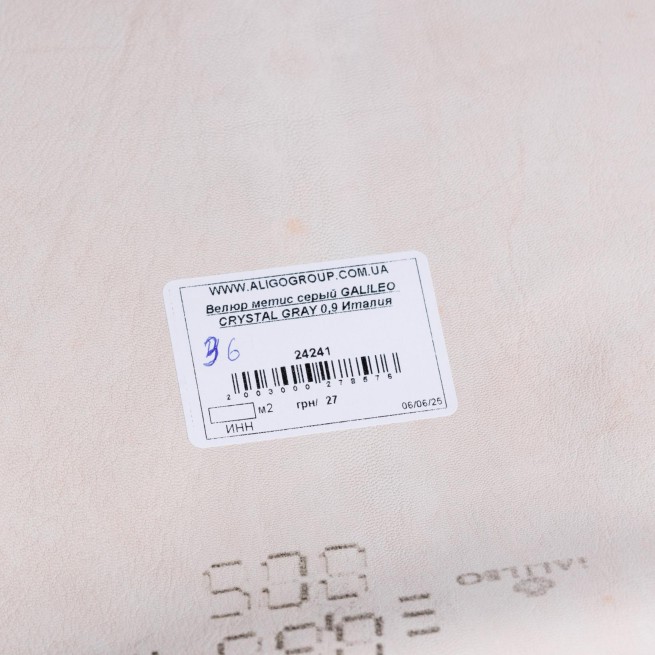 WWW.ALIGOGROUP.COM.UA
Велюр метис серый GALILEO
CRYSTAL GRAY 0,9 Италия
36
24241
2003000278576
м2 грн/ 27
ИНН
06/06/25
GALILEO